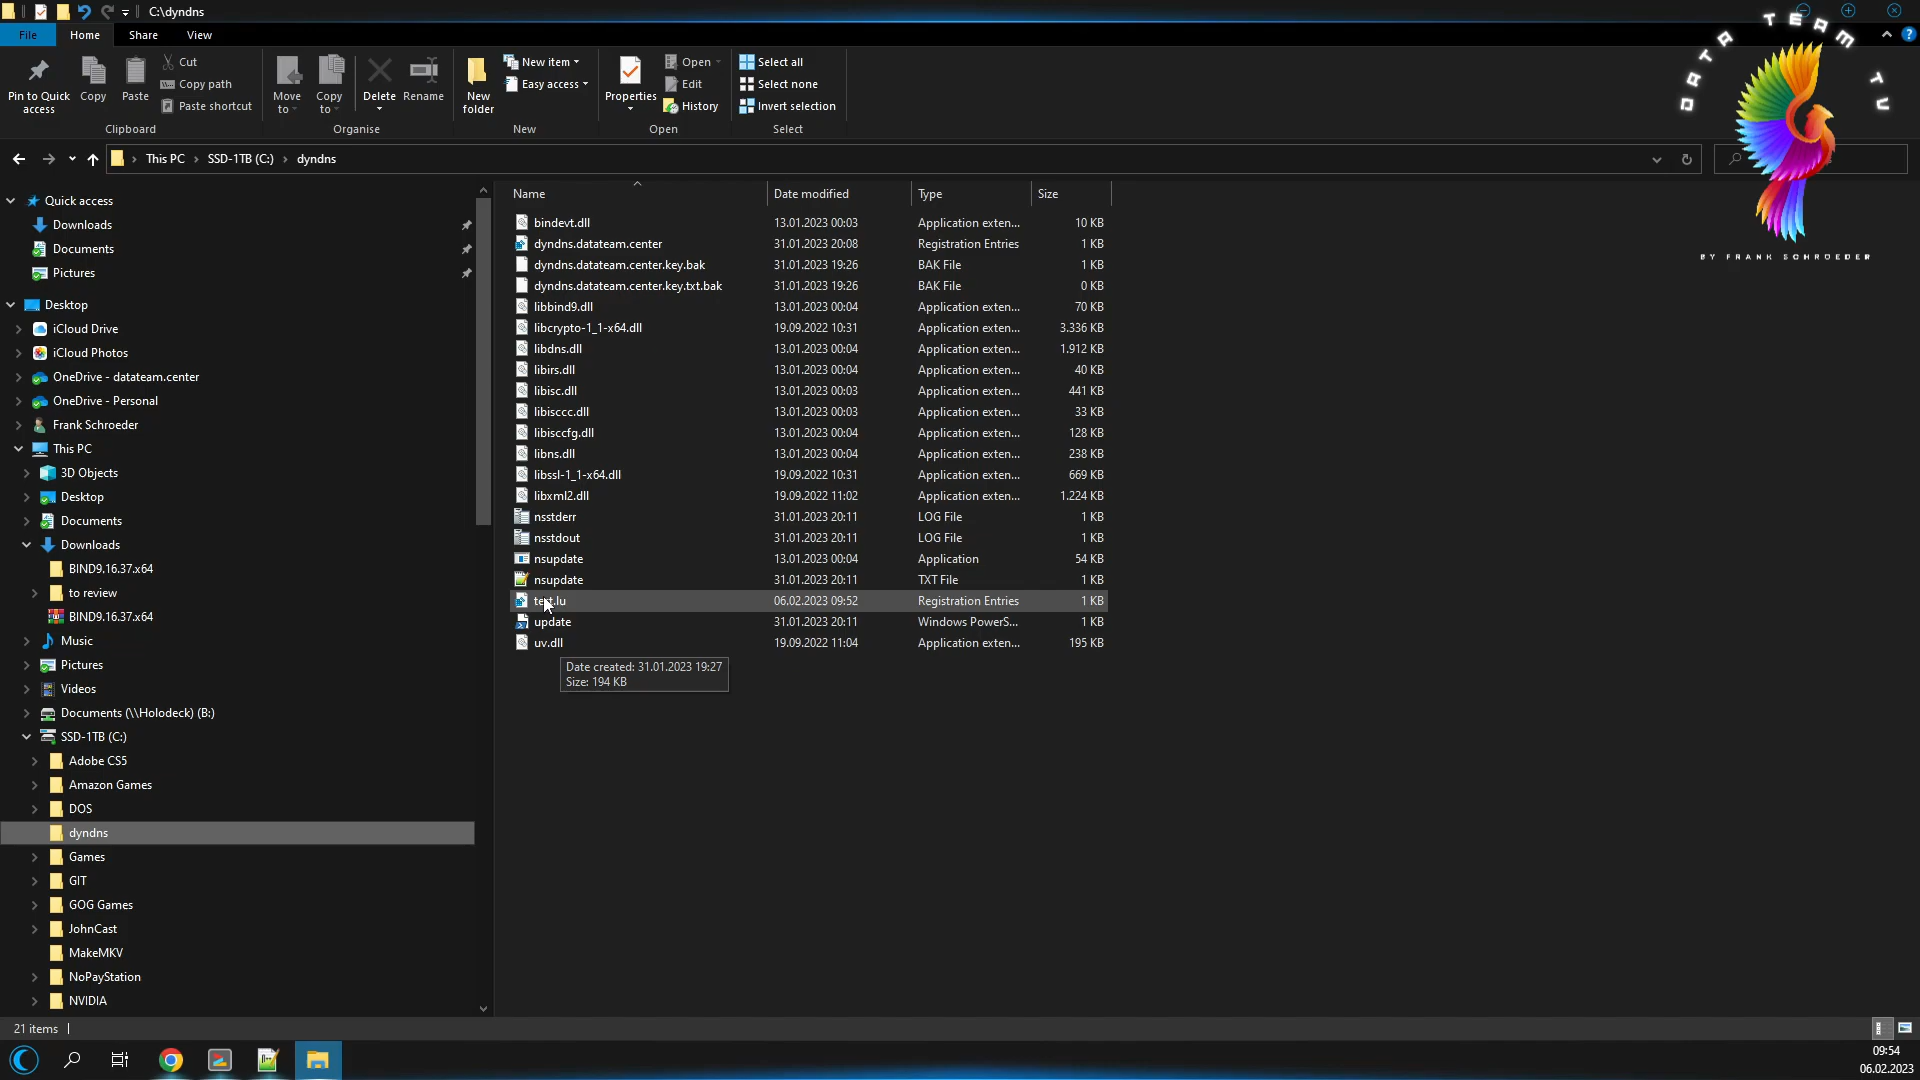 C:\dyndns
File Home Share View
Pin to Quick access
Copy
Paste
Cut
Copy path
Paste shortcut
Clipboard
Move to
Copy to
Delete
Rename
Organise
New folder
New item
Easy access
New
Properties
Open
Edit
History
Open
Select all
Select none
Invert selection
Select
DATA TEAM TV
BY FRANK SCHROEDER
This PC SSD-1TB (C:) dyndns
Quick access
Downloads
Documents
Pictures
Desktop
iCloud Drive
iCloud Photos
OneDrive - datateam.center
OneDrive - Personal
Frank Schroeder
This PC
3D Objects
Desktop
Documents
Downloads
BIND9.16.37.x64
to review
BIND9.16.37.x64
Music
Pictures
Videos
Documents (\\Holodeck) (B:)
SSD-1TB (C:)
Adobe CS5
Amazon Games
DOS
dyndns
Games
GIT
GOG Games
JohnCast
MakeMKV
NoPayStation
NVIDIA
Name Date modified Type Size
bindevt.dll 13.01.2023 00:03 Application exten... 10 KB
dyndns.datateam.center 31.01.2023 20:08 Registration Entries 1 KB
dyndns.datateam.center.key.bak 31.01.2023 19:26 BAK File 1 KB
dyndns.datateam.center.key.txt.bak 31.01.2023 19:26 BAK File 0 KB
libbind9.dll 13.01.2023 00:04 Application exten... 70 KB
libcrypto-1_1-x64.dll 19.09.2022 10:31 Application exten... 3.336 KB
libdns.dll 13.01.2023 00:04 Application exten... 1.912 KB
libirs.dll 13.01.2023 00:04 Application exten... 40 KB
libisc.dll 13.01.2023 00:03 Application exten... 441 KB
libisccc.dll 13.01.2023 00:03 Application exten... 33 KB
libisccfg.dll 13.01.2023 00:04 Application exten... 128 KB
libns.dll 13.01.2023 00:04 Application exten... 238 KB
libssl-1_1-x64.dll 19.09.2022 10:31 Application exten... 669 KB
libxml2.dll 19.09.2022 11:02 Application exten... 1.224 KB
nsstderr 31.01.2023 20:11 LOG File 1 KB
nsstdout 31.01.2023 20:11 LOG File 1 KB
nsupdate 13.01.2023 00:04 Application 54 KB
nsupdate 31.01.2023 20:11 TXT File 1 KB
test.lu 06.02.2023 09:52 Registration Entries 1 KB
update 31.01.2023 20:11 Windows PowerS... 1 KB
uv.dll 19.09.2022 11:04 Application exten... 195 KB
Date created: 31.01.2023 19:27
Size: 194 KB
21 items
09:54
06.02.2023